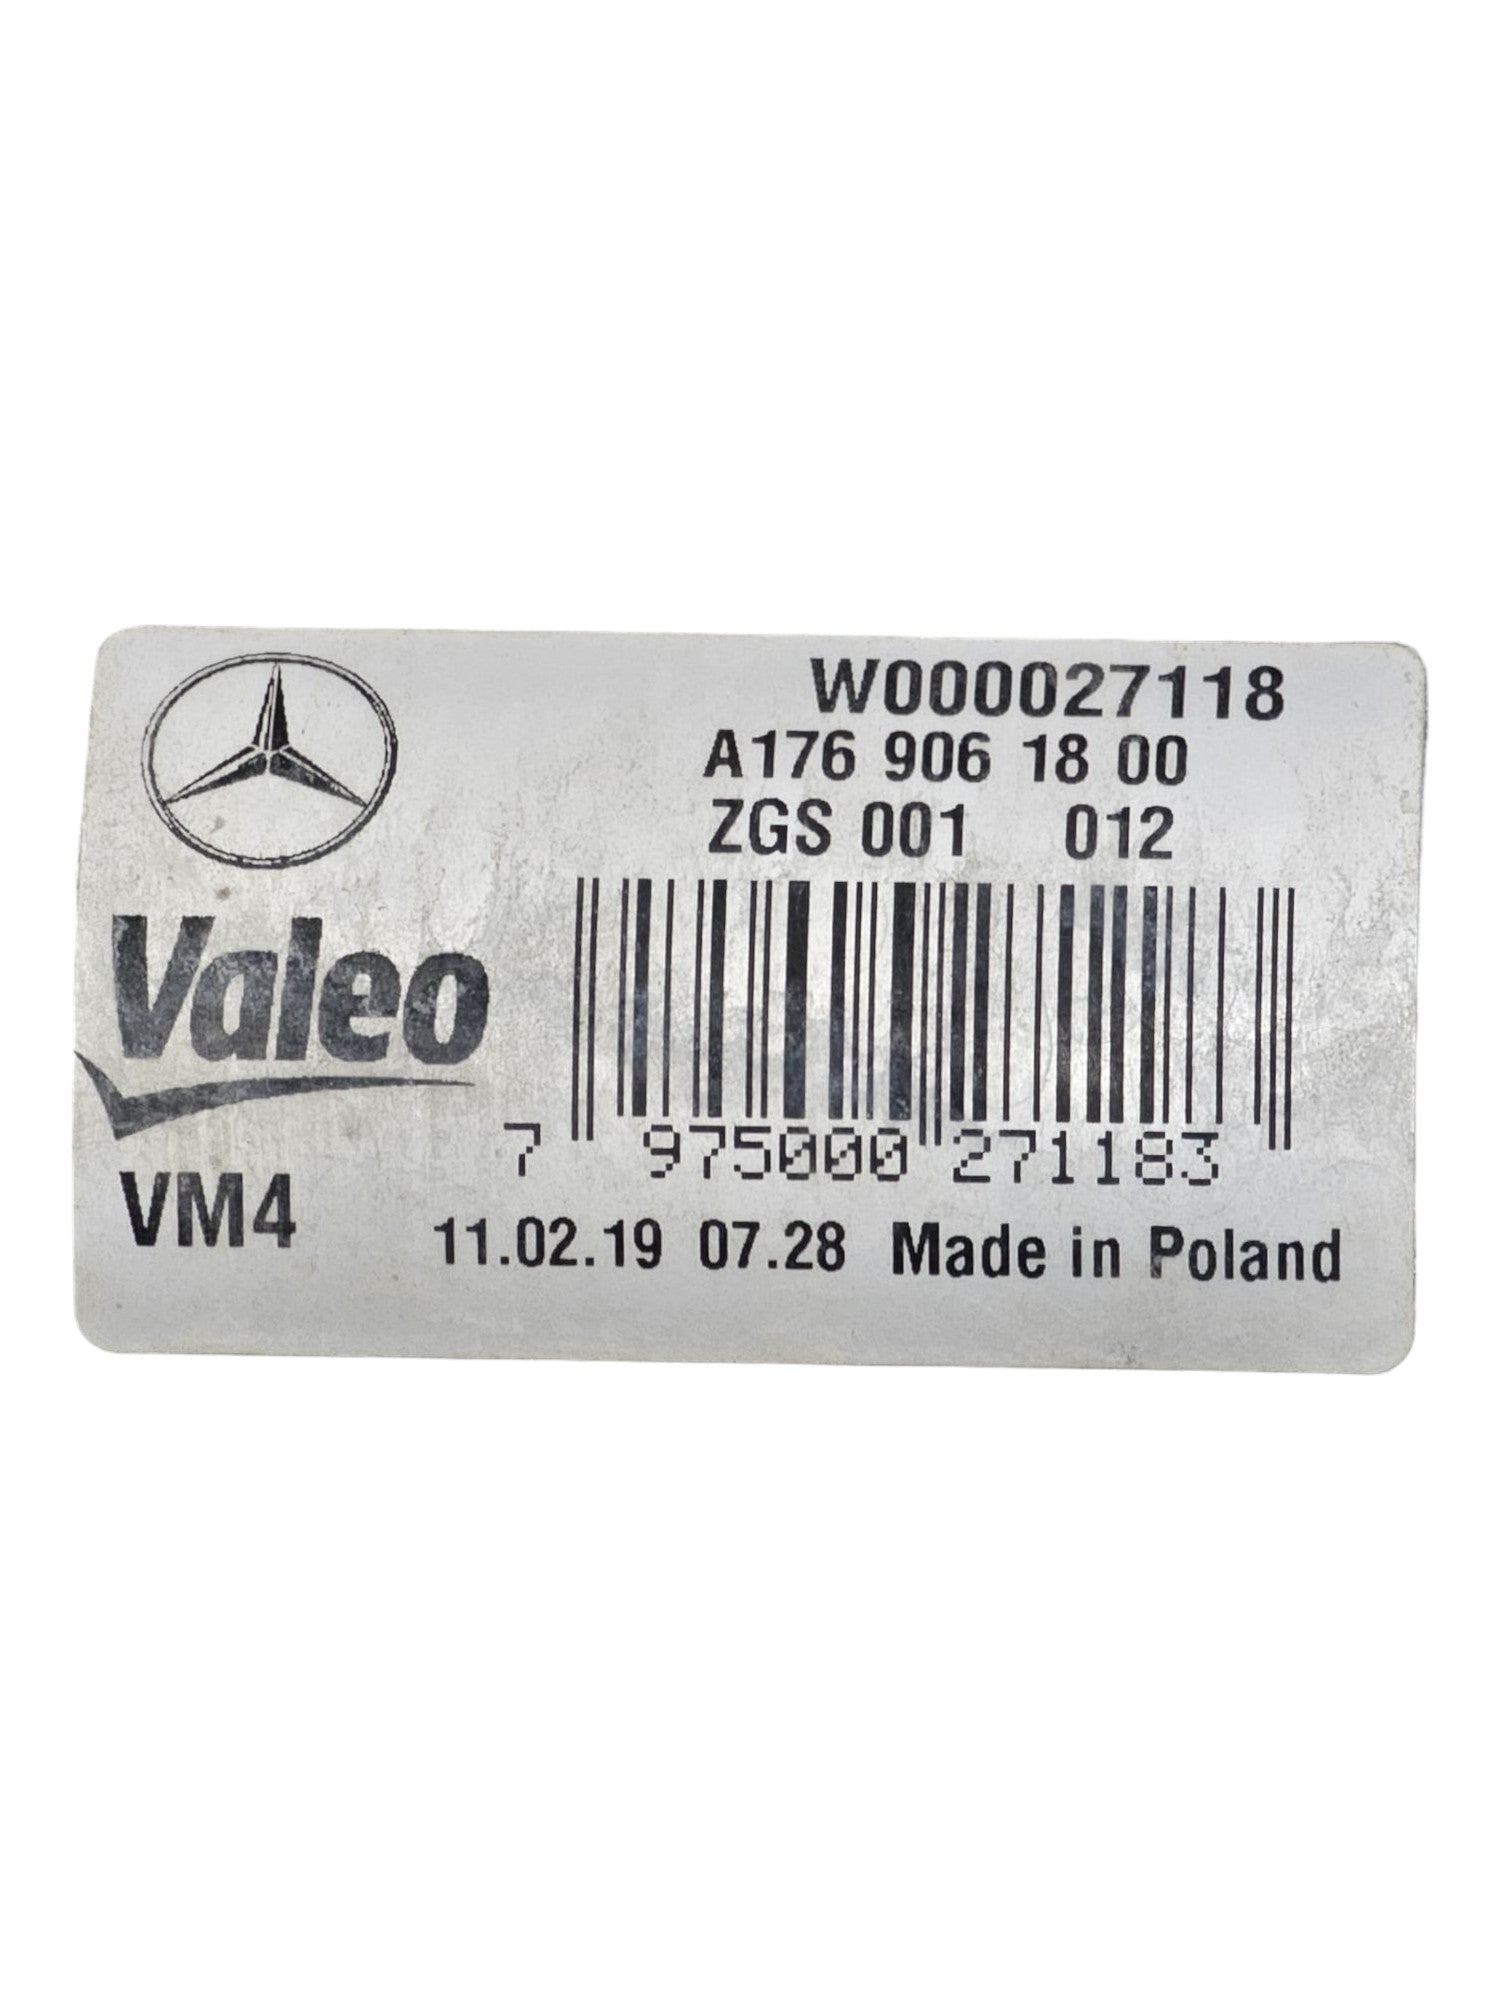 W000027118
A176 906 18 00
ZGS 001 012
Valeo
7 975000 271183
VM4
11.02.19 07.28 Made in Poland